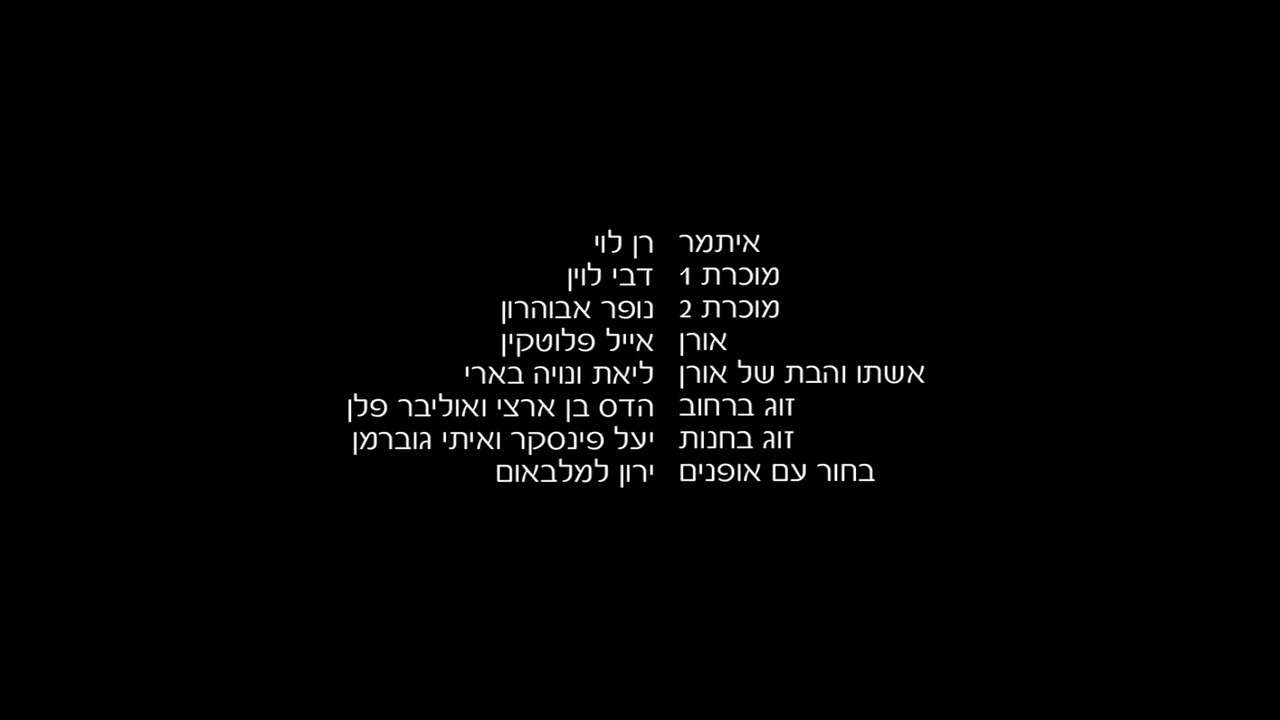 איתמר רן לוי
מוכרת 1 דבי לוין
מוכרת 2 נופר אבוהרון
אורן אייל פלוטקין
אשתו והבת של אורן ליאת ונויה בארי
זוג ברחוב הדס בן ארצי ואוליבר פלן
זוג בחנות יעל פינסקר ואיתי גוברמן
בחור עם אופנים ירון למלבאום